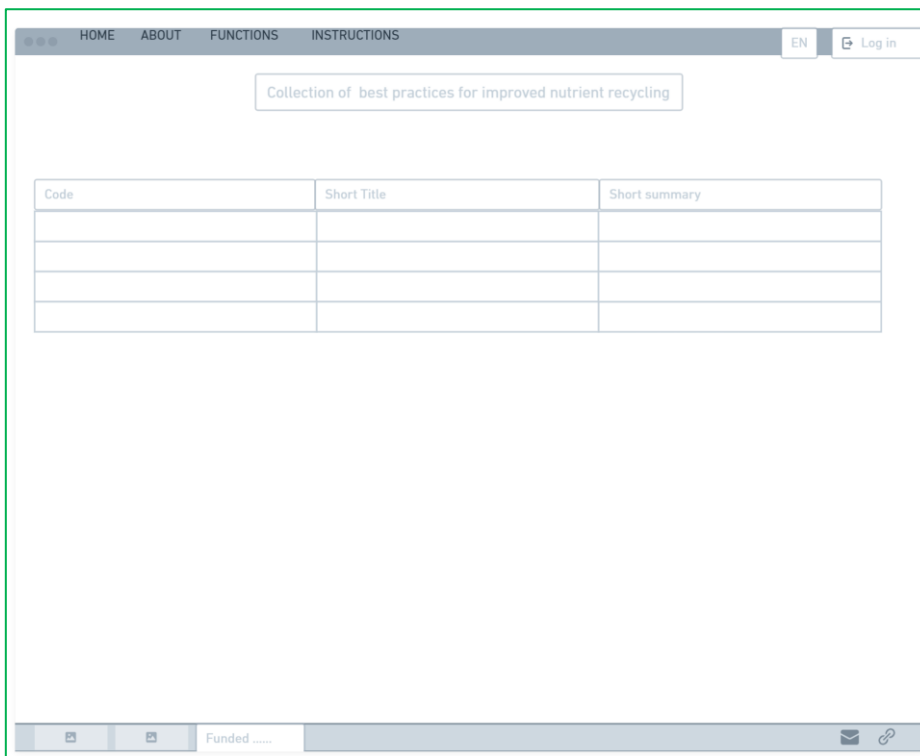 HOME ABOUT FUNCTIONS INSTRUCTIONS EN Log in
Collection of best practices for improved nutrient recycling
Code Short Title Short summary
Funded ......